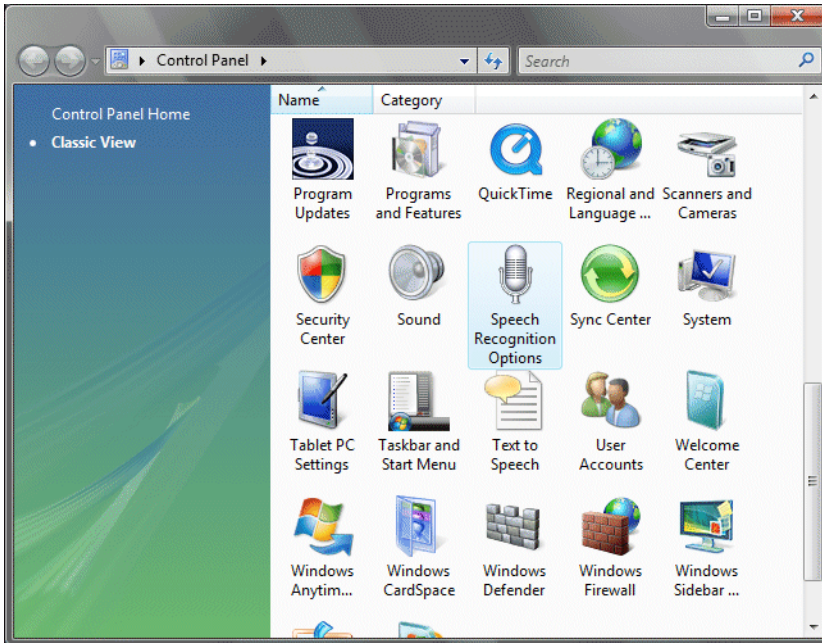 Control Panel
Search
Control Panel Home
Classic View
Name Category
Program Updates
Programs and Features
QuickTime
Regional and Language ...
Scanners and Cameras
Security Center
Sound
Speech Recognition Options
Sync Center
System
Tablet PC Settings
Taskbar and Start Menu
Text to Speech
User Accounts
Welcome Center
Windows Anytim...
Windows CardSpace
Windows Defender
Windows Firewall
Windows Sidebar ...